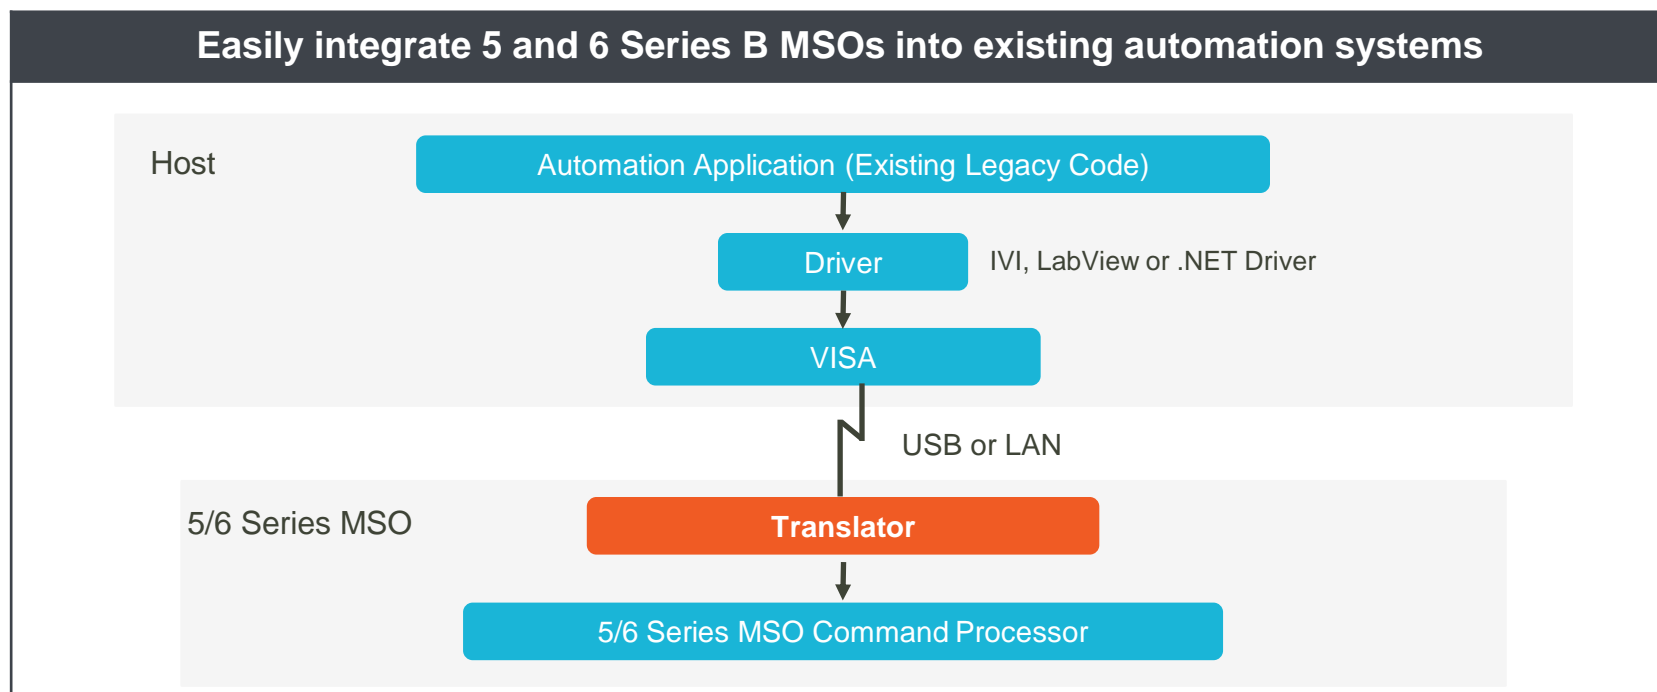 Easily integrate 5 and 6 Series B MSOs into existing automation systems
Host
Automation Application (Existing Legacy Code)
Driver
IVI, LabView or .NET Driver
VISA
USB or LAN
5/6 Series MSO
Translator
5/6 Series MSO Command Processor